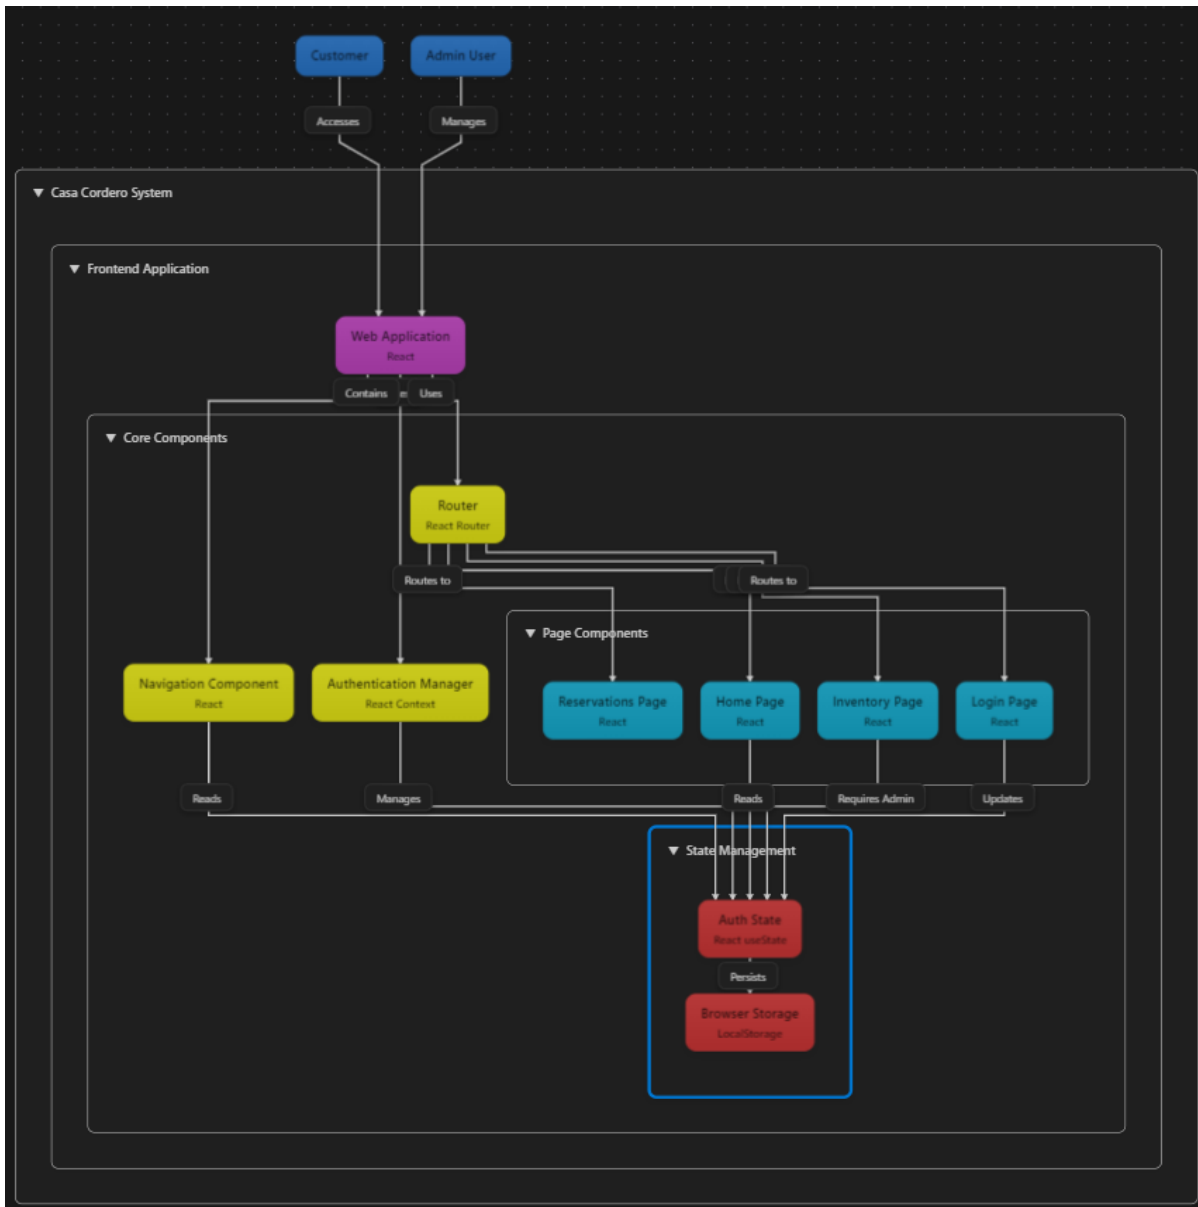 Customer
Admin User
Accesses
Manages
Casa Cordero System
Frontend Application
Web Application
React
Contains
Uses
Core Components
Router
React Router
Routes to
Routes to
Page Components
Navigation Component
React
Authentication Manager
React Context
Reservations Page
React
Home Page
React
Inventory Page
React
Login Page
React
Reads
Manages
Reads
Requires Admin
Updates
State Management
Auth State
React useState
Persists
Browser Storage
LocalStorage